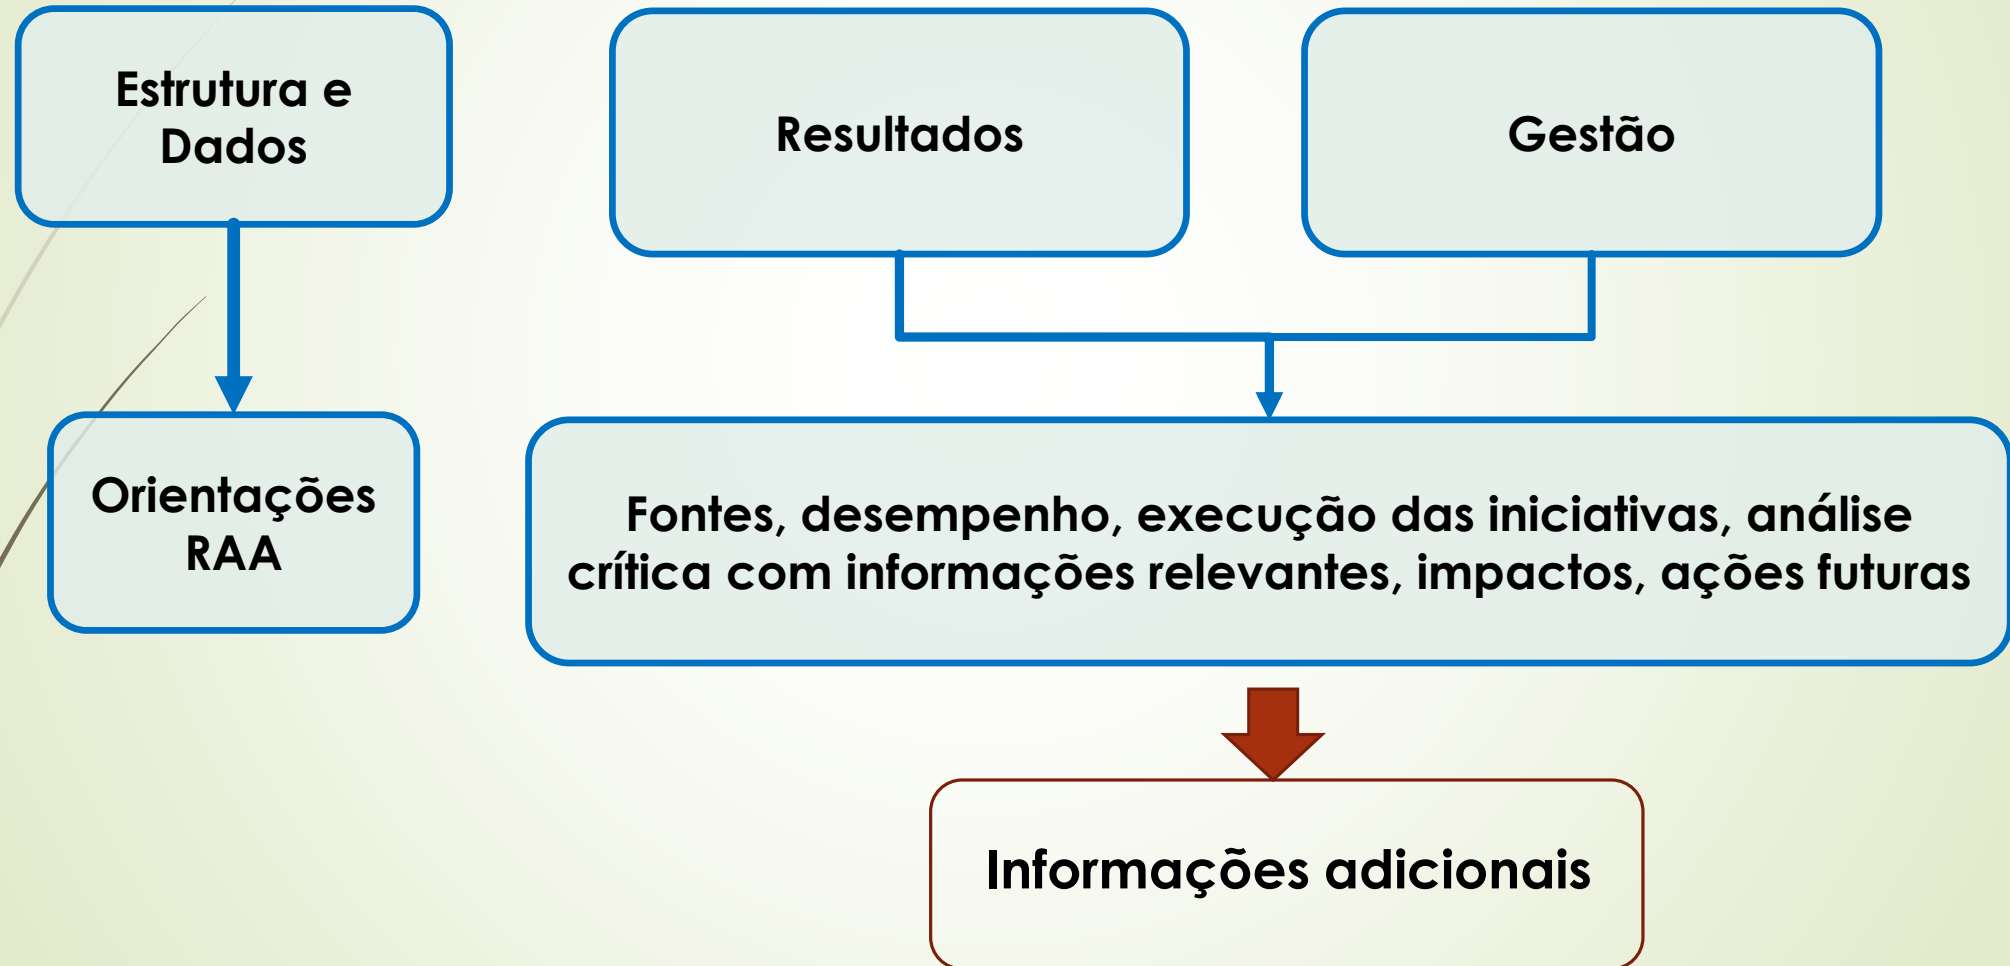 Estrutura e
Dados
Resultados
Gestão
Orientações
RAA
Fontes, desempenho, execução das iniciativas, análise
crítica com informações relevantes, impactos, ações futuras
Informações adicionais